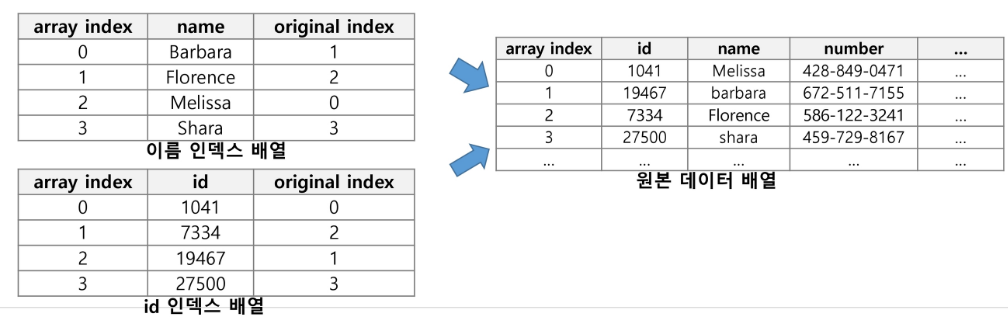 array index name original index
0 Barbara 1
1 Florence 2
2 Melissa 0
3 Shara 3
이름 인덱스 배열
array index id original index
0 1041 0
1 7334 2
2 19467 1
3 27500 3
id 인덱스 배열
array index id name number ...
0 1041 Melissa 428-849-0471 ...
1 19467 barbara 672-511-7155 ...
2 7334 Florence 586-122-3241 ...
3 27500 shara 459-729-8167 ...
... ... ... ... ...
원본 데이터 배열